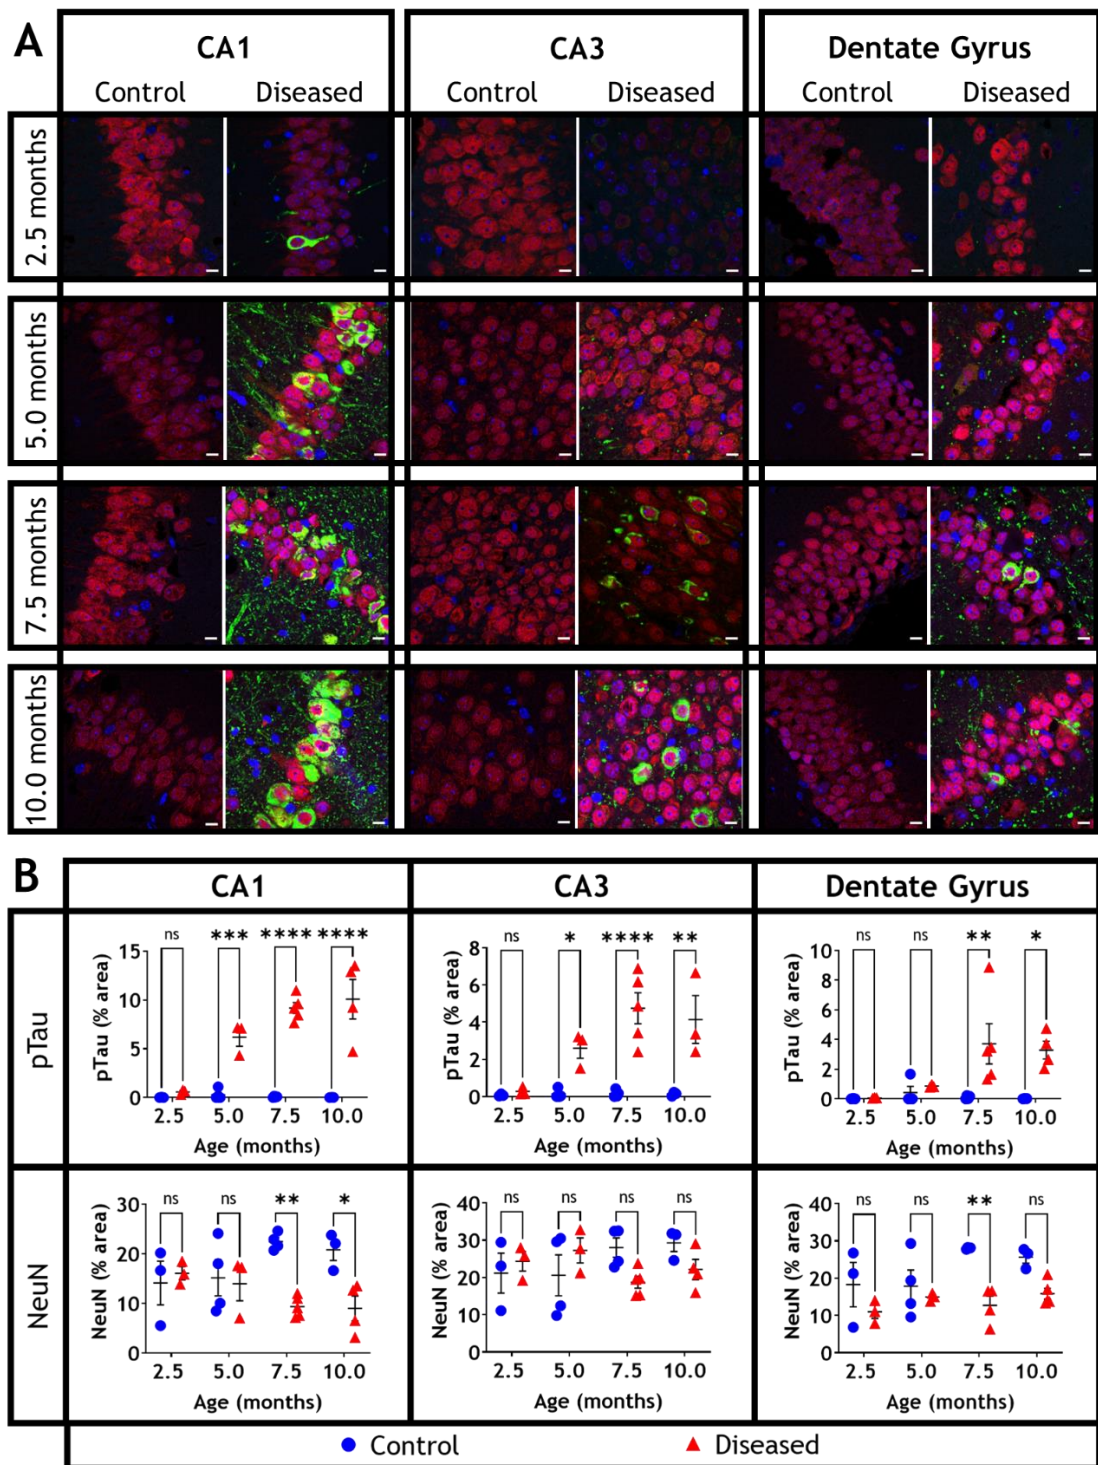 A
CA1 CA3 Dentate Gyrus
Control Diseased Control Diseased Control Diseased
2.5 months
5.0 months
7.5 months
10.0 months
B
CA1 CA3 Dentate Gyrus
pTau
ns *** **** ****
15
10
5
0
pTau (% area)
2.5 5.0 7.5 10.0
Age (months)
ns * **** **
8
6
4
2
0
pTau (% area)
2.5 5.0 7.5 10.0
Age (months)
ns ns ** *
10
8
6
4
2
0
pTau (% area)
2.5 5.0 7.5 10.0
Age (months)
NeuN
ns ns ** *
30
20
10
0
NeuN (% area)
2.5 5.0 7.5 10.0
Age (months)
ns ns ns ns
40
30
20
10
0
NeuN (% area)
2.5 5.0 7.5 10.0
Age (months)
ns ns ** ns
40
30
20
10
0
NeuN (% area)
2.5 5.0 7.5 10.0
Age (months)
Control Diseased